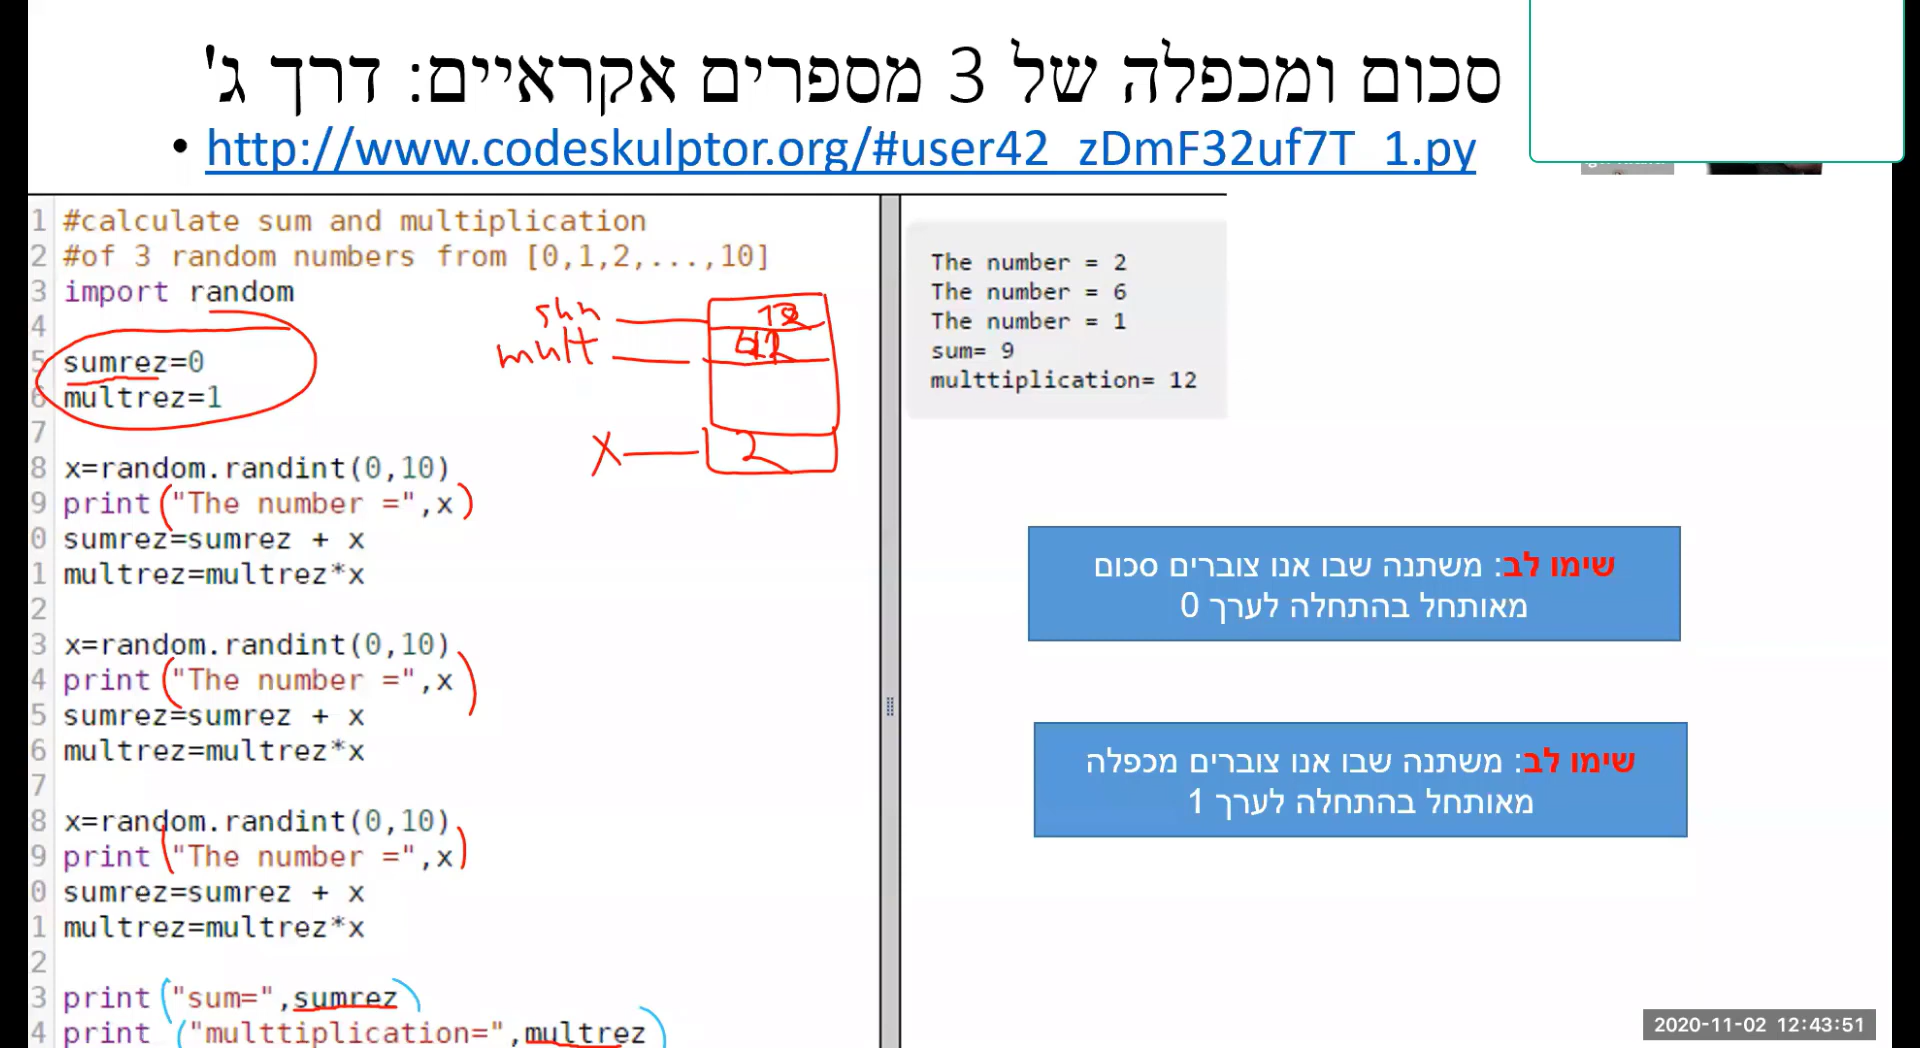 סכום ומכפלה של 3 מספרים אקראיים: דרך ג'
• http://www.codeskulptor.org/#user42_zDmF32uf7T_1.py
1 #calculate sum and multiplication
2 #of 3 random numbers from [0,1,2,...,10]
3 import random
4
5 sumrez=0
6 multrez=1
7
8 x=random.randint(0,10)
9 print ("The number =",x)
0 sumrez=sumrez + x
1 multrez=multrez*x
2
3 x=random.randint(0,10)
4 print ("The number =",x)
5 sumrez=sumrez + x
6 multrez=multrez*x
7
8 x=random.randint(0,10)
9 print ("The number =",x)
0 sumrez=sumrez + x
1 multrez=multrez*x
2
3 print ("sum=",sumrez)
4 print ("multtiplication=",multrez)
mult
X 2
The number = 2
The number = 6
The number = 1
sum= 9
multtiplication= 12
שימו לב: משתנה שבו אנו צוברים סכום
מאותחל בהתחלה לערך 0
שימו לב: משתנה שבו אנו צוברים מכפלה
מאותחל בהתחלה לערך 1
2020-11-02 12:43:51